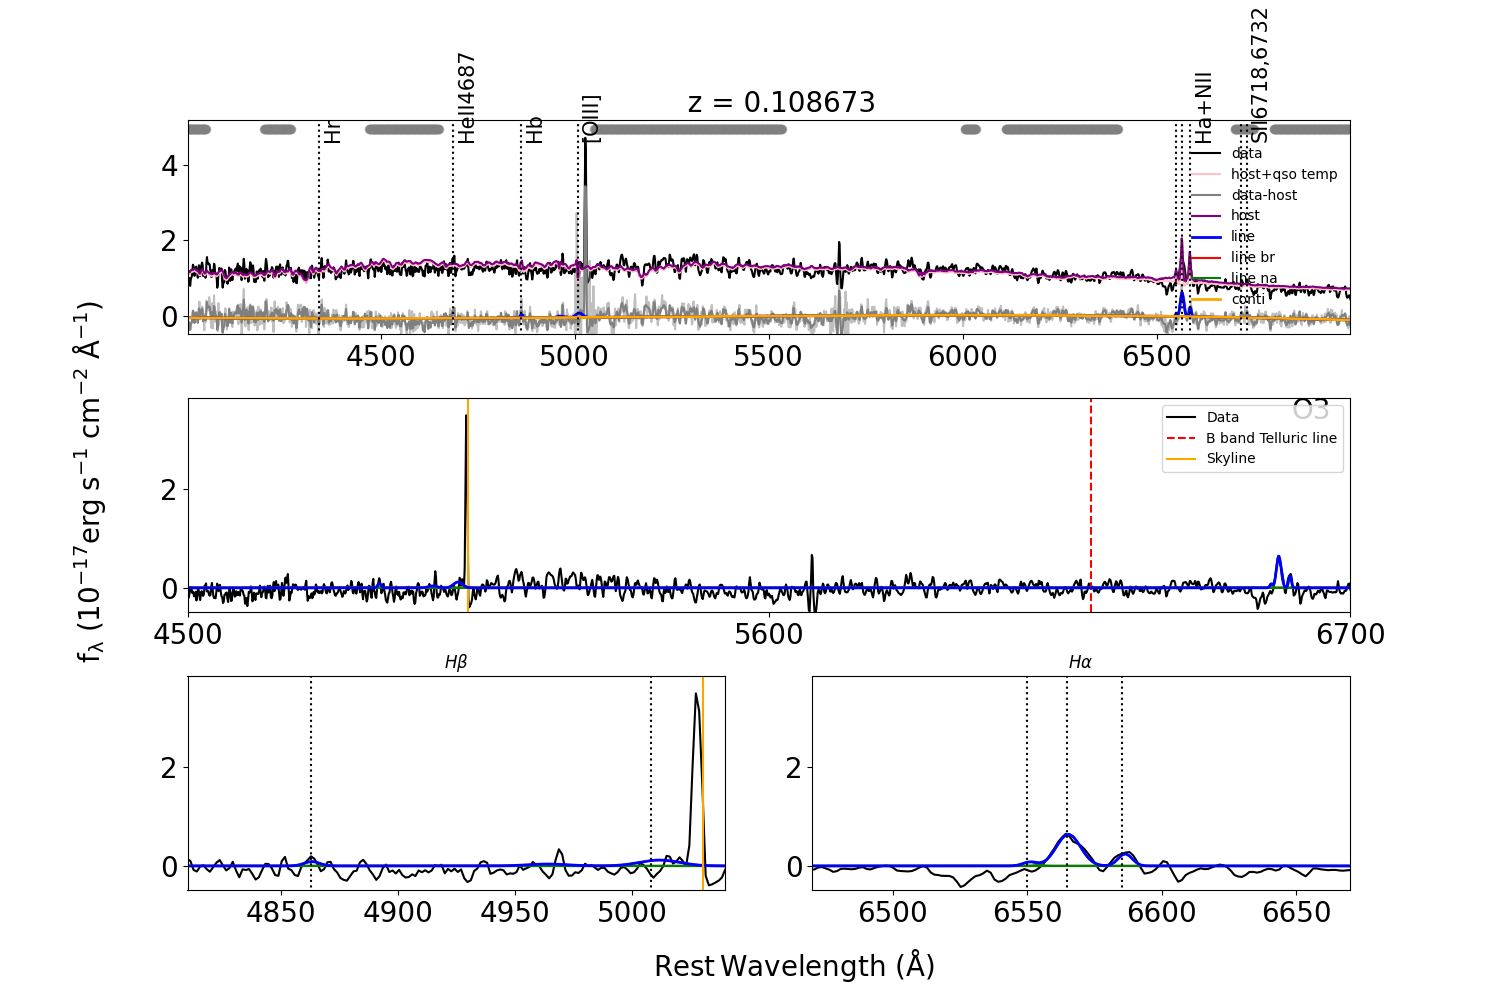 z = 0.108673
Hr
HeII4687
Hb
[OIII]
Ha+NII
SII6718,6732
data
host+qso temp
data-host
host
line
line br
line na
conti
4
2
0
4500
5000
5500
6000
6500
O3
Data
B band Telluric line
Skyline
2
0
4500
5600
6700
f_λ (10^−17 erg s^−1 cm^−2 Å^−1)
Hβ
2
0
4850
4900
4950
5000
Hα
2
0
6500
6550
6600
6650
Rest Wavelength (Å)